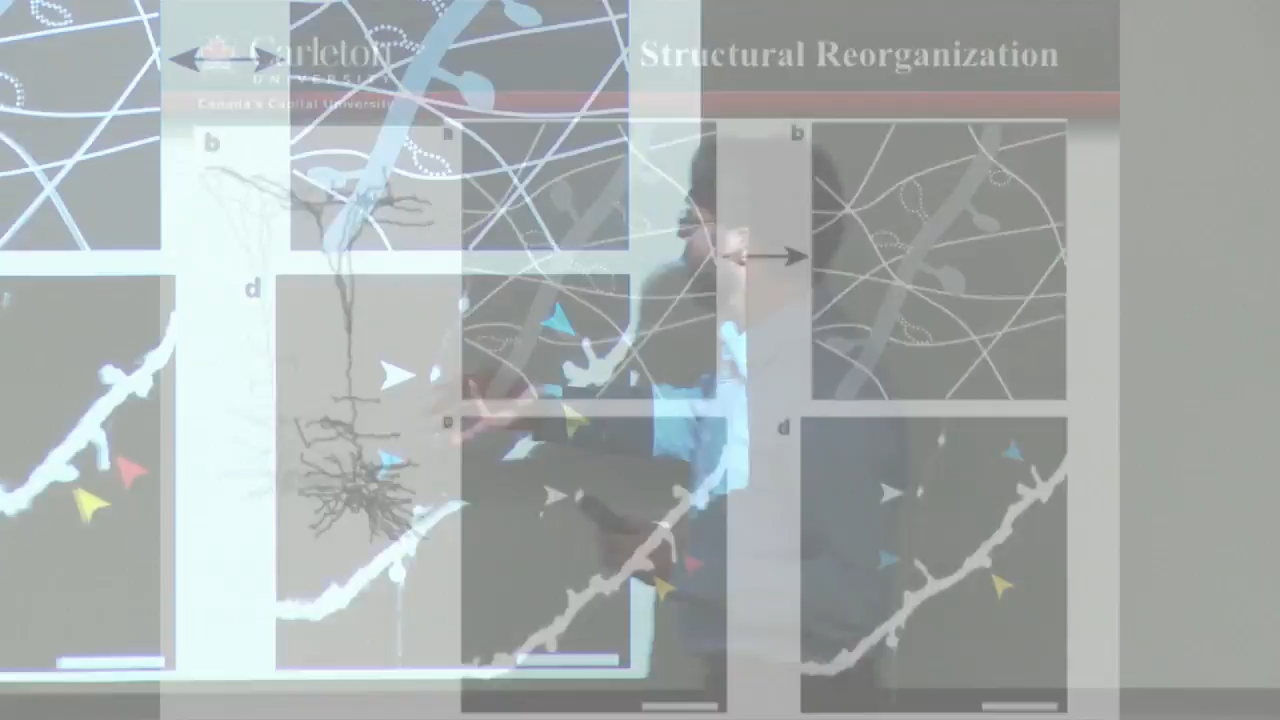 Carleton
UNIVERSITY
Canada's Capital University
Structural Reorganization
b
a
b
d
c
d